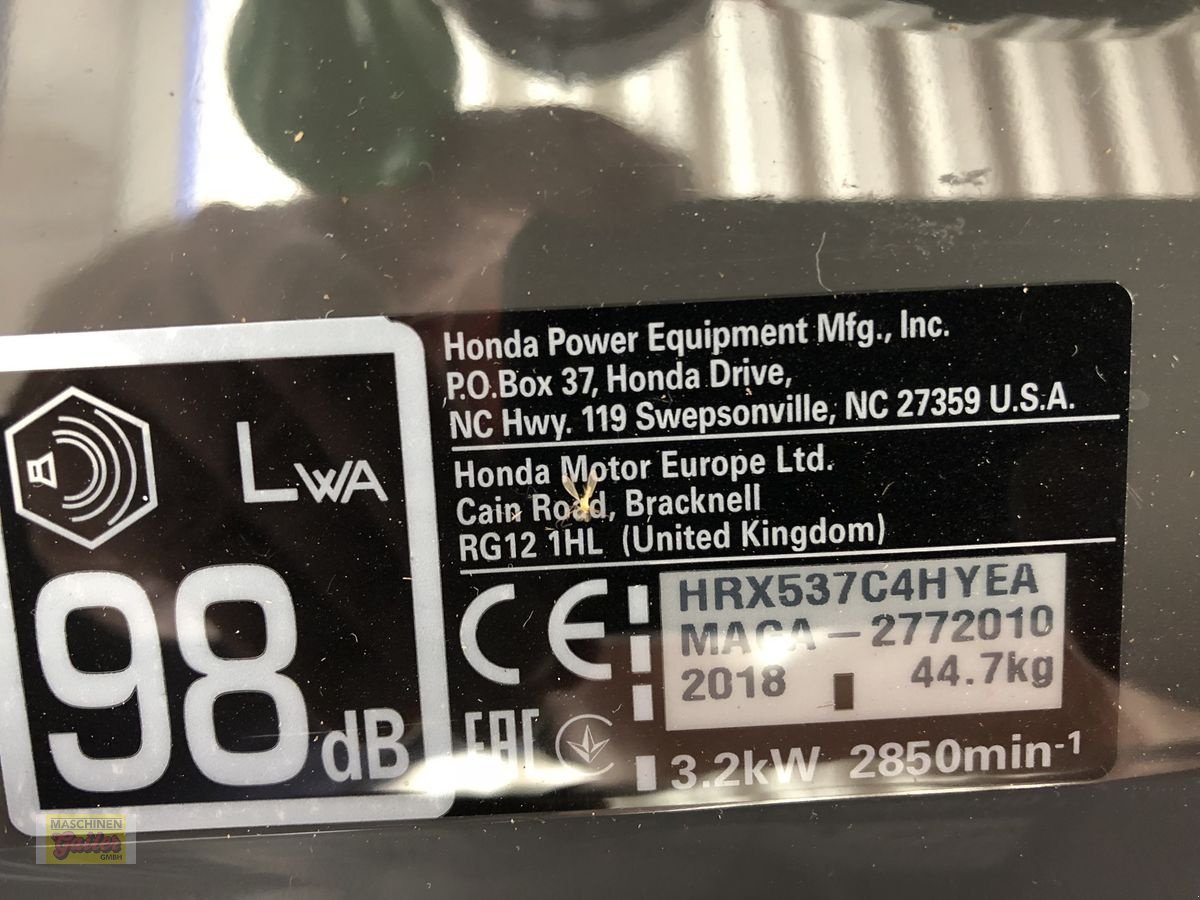 Honda Power Equipment Mfg., Inc.
P.O.Box 37, Honda Drive,
NC Hwy. 119 Swepsonville, NC 27359 U.S.A.
Honda Motor Europe Ltd.
Cain Road, Bracknell
RG12 1HL (United Kingdom)
LWA
98dB
CE
HRX537C4HYEA
MAGA - 2772010
2018 44.7kg
EAC
3.2kW 2850min-1
MASCHINEN
Gailer
GMBH